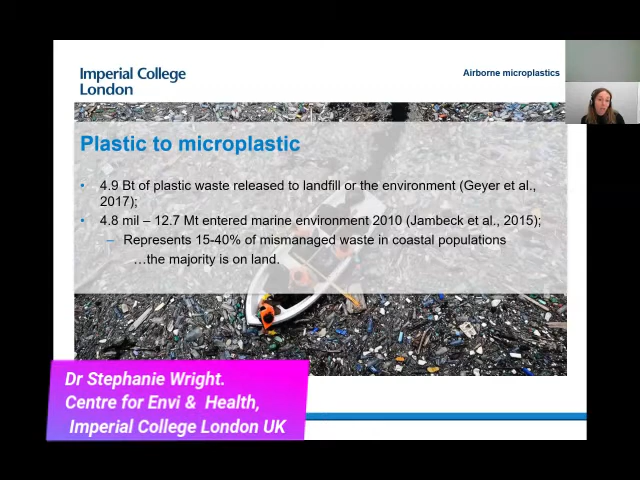 Imperial College
London
Airborne microplastics
Plastic to microplastic
• 4.9 Bt of plastic waste released to landfill or the environment (Geyer et al.,
2017);
• 4.8 mil – 12.7 Mt entered marine environment 2010 (Jambeck et al., 2015);
– Represents 15-40% of mismanaged waste in coastal populations
…the majority is on land.
Dr Stephanie Wright.
Centre for Envi & Health,
Imperial College London UK